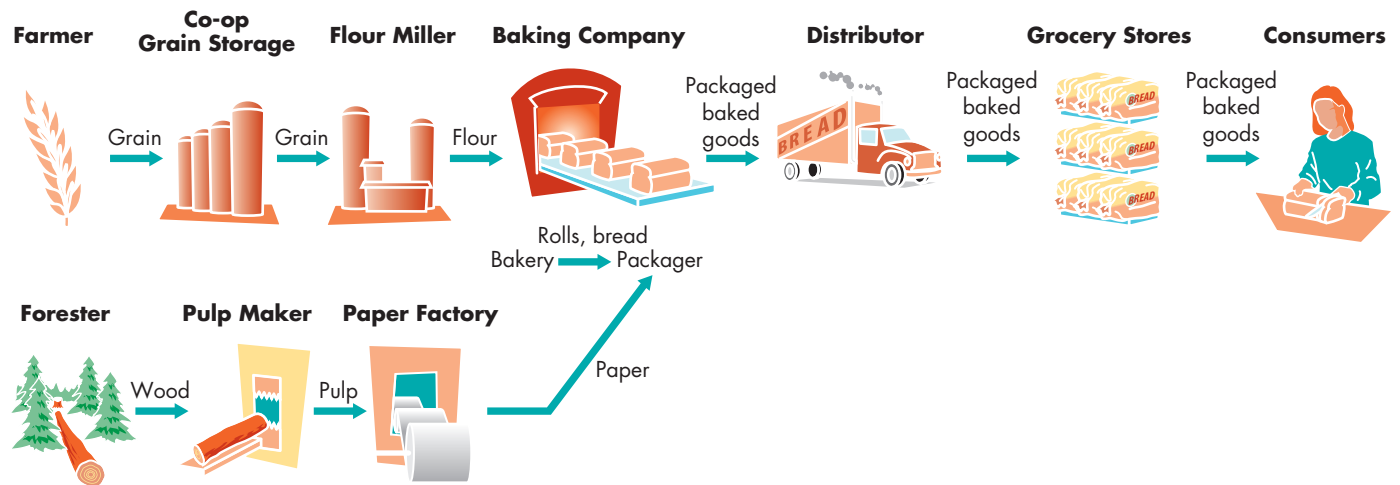 Farmer
Co-op
Grain Storage
Flour Miller
Baking Company
Distributor
Grocery Stores
Consumers
Grain
Grain
Flour
Packaged
baked
goods
BREAD
Packaged
baked
goods
BREAD
BREAD
BREAD
Packaged
baked
goods
Rolls, bread
Bakery
Packager
Forester
Pulp Maker
Paper Factory
Wood
Pulp
Paper